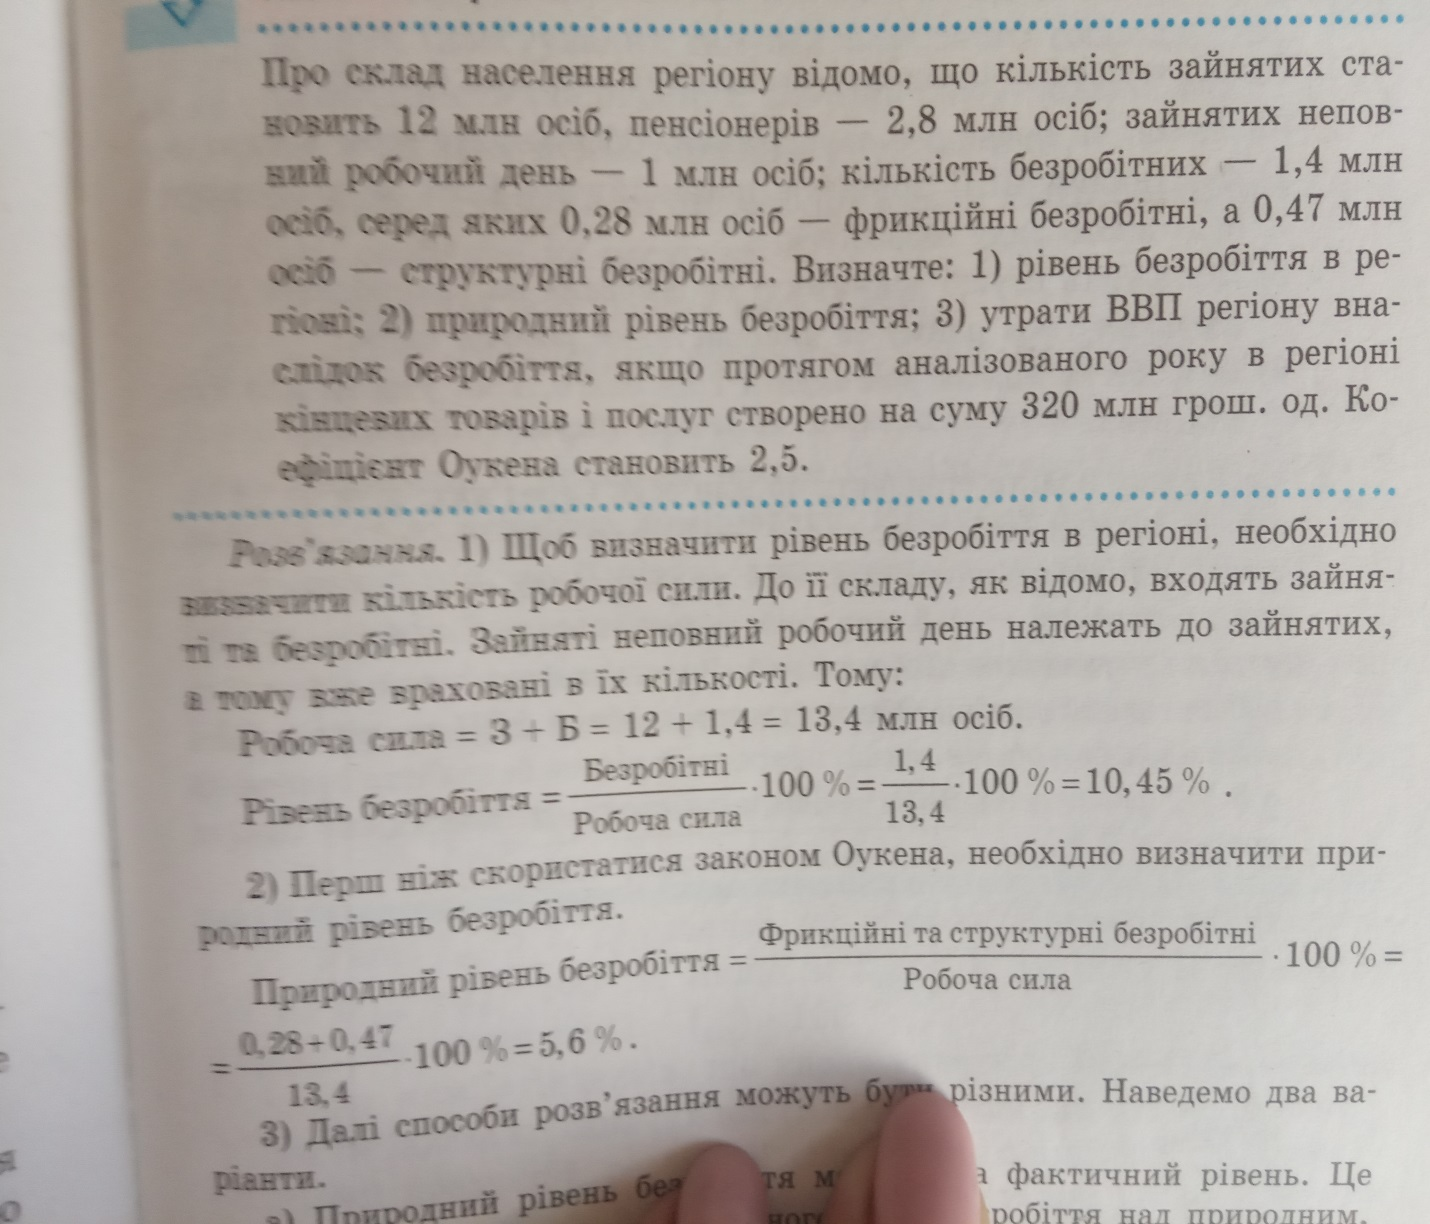 Про склад населення регіону відомо, що кількість зайнятих ста-
новить 12 млн осіб, пенсіонерів — 2,8 млн осіб; зайнятих непов-
ний робочий день — 1 млн осіб; кількість безробітних — 1,4 млн
осіб, серед яких 0,28 млн осіб — фрикційні безробітні, а 0,47 млн
осіб — структурні безробітні. Визначте: 1) рівень безробіття в ре-
гіоні; 2) природний рівень безробіття; 3) утрати ВВП регіону вна-
слідок безробіття, якщо протягом аналізованого року в регіоні
кінцевих товарів і послуг створено на суму 320 млн грош. од. Ко-
ефіцієнт Оукена становить 2,5.
Розв'язання. 1) Щоб визначити рівень безробіття в регіоні, необхідно
визначити кількість робочої сили. До її складу, як відомо, входять зайня-
ті та безробітні. Зайняті неповний робочий день належать до зайнятих,
а тому вже враховані в їх кількості. Тому:
Робоча сила = З + Б = 12 + 1,4 = 13,4 млн осіб.
Рівень безробіття = Безробітні / Робоча сила · 100 % = 1,4 / 13,4 · 100 % = 10,45 % .
2) Перш ніж скористатися законом Оукена, необхідно визначити при-
родний рівень безробіття.
Природний рівень безробіття = Фрикційні та структурні безробітні / Робоча сила · 100 % =
= 0,28 + 0,47 / 13,4 · 100 % = 5,6 % .
3) Далі способи розв'язання можуть бути різними. Наведемо два ва-
ріанти.
а) Природний рівень фактичний рівень. Це
над природним.